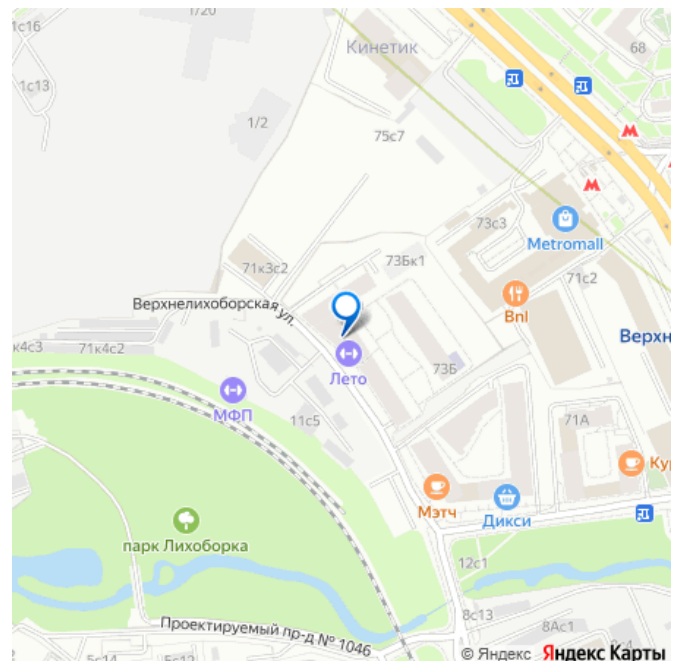 1/20
1с16
1с13
Кинетик
68
1/2
75с7
М
М
73с3
Metromall
73Бк1
71к3с2
71с2
Верхнелихоборская ул.
Bnl
к4с3
71к4с2
Лето
73Б
МФП
11с5
71А
Мэтч
Дикси
парк Лихоборка
12с1
Проектируемый пр-д № 1046
8с13
8Ас1
5с14
5с12
© Яндекс
Яндекс Карты